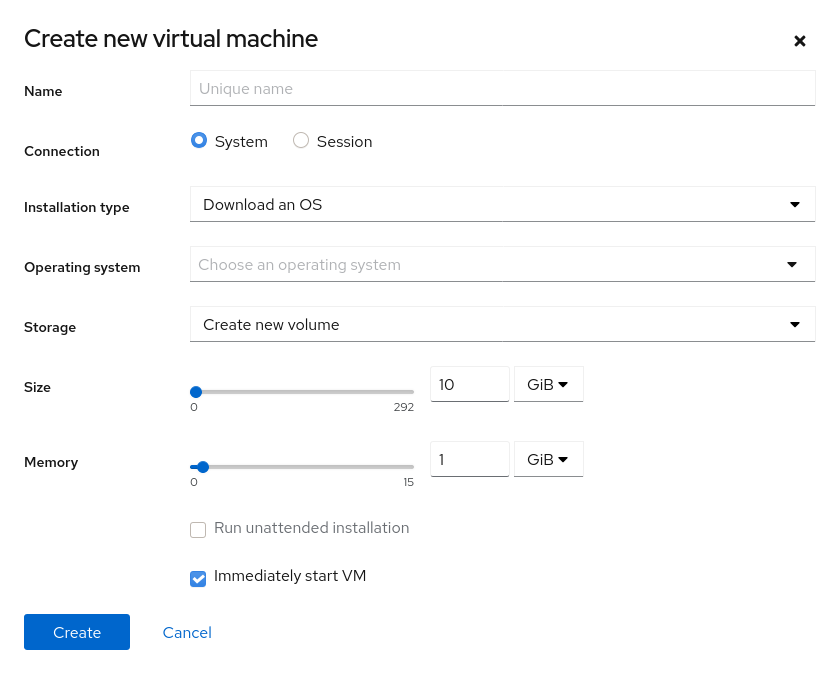 Create new virtual machine
Name
Unique name
Connection
System
Session
Installation type
Download an OS
Operating system
Choose an operating system
Storage
Create new volume
Size
0
292
10
GiB
Memory
0
15
1
GiB
Run unattended installation
Immediately start VM
Create
Cancel